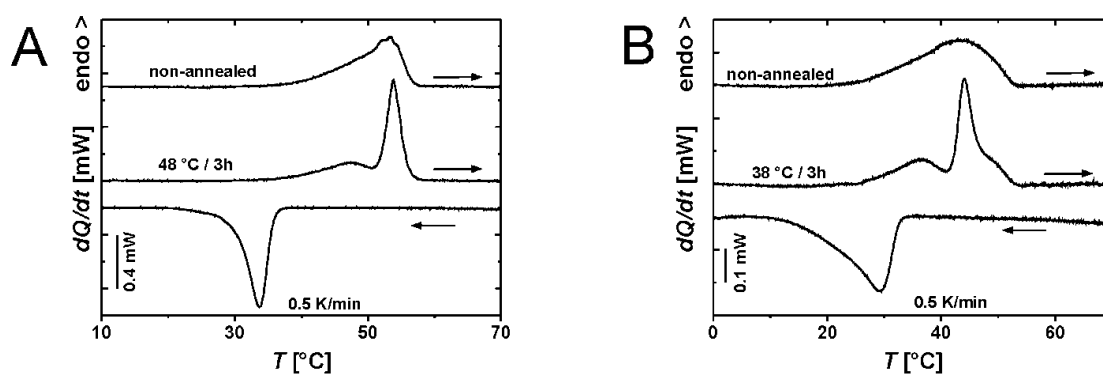 A
dQ/dt [mW] endo >
non-annealed
48 °C / 3h
0.4 mW
0.5 K/min
10 30 50 70
T [°C]
B
dQ/dt [mW] endo >
non-annealed
38 °C / 3h
0.1 mW
0.5 K/min
0 20 40 60
T [°C]